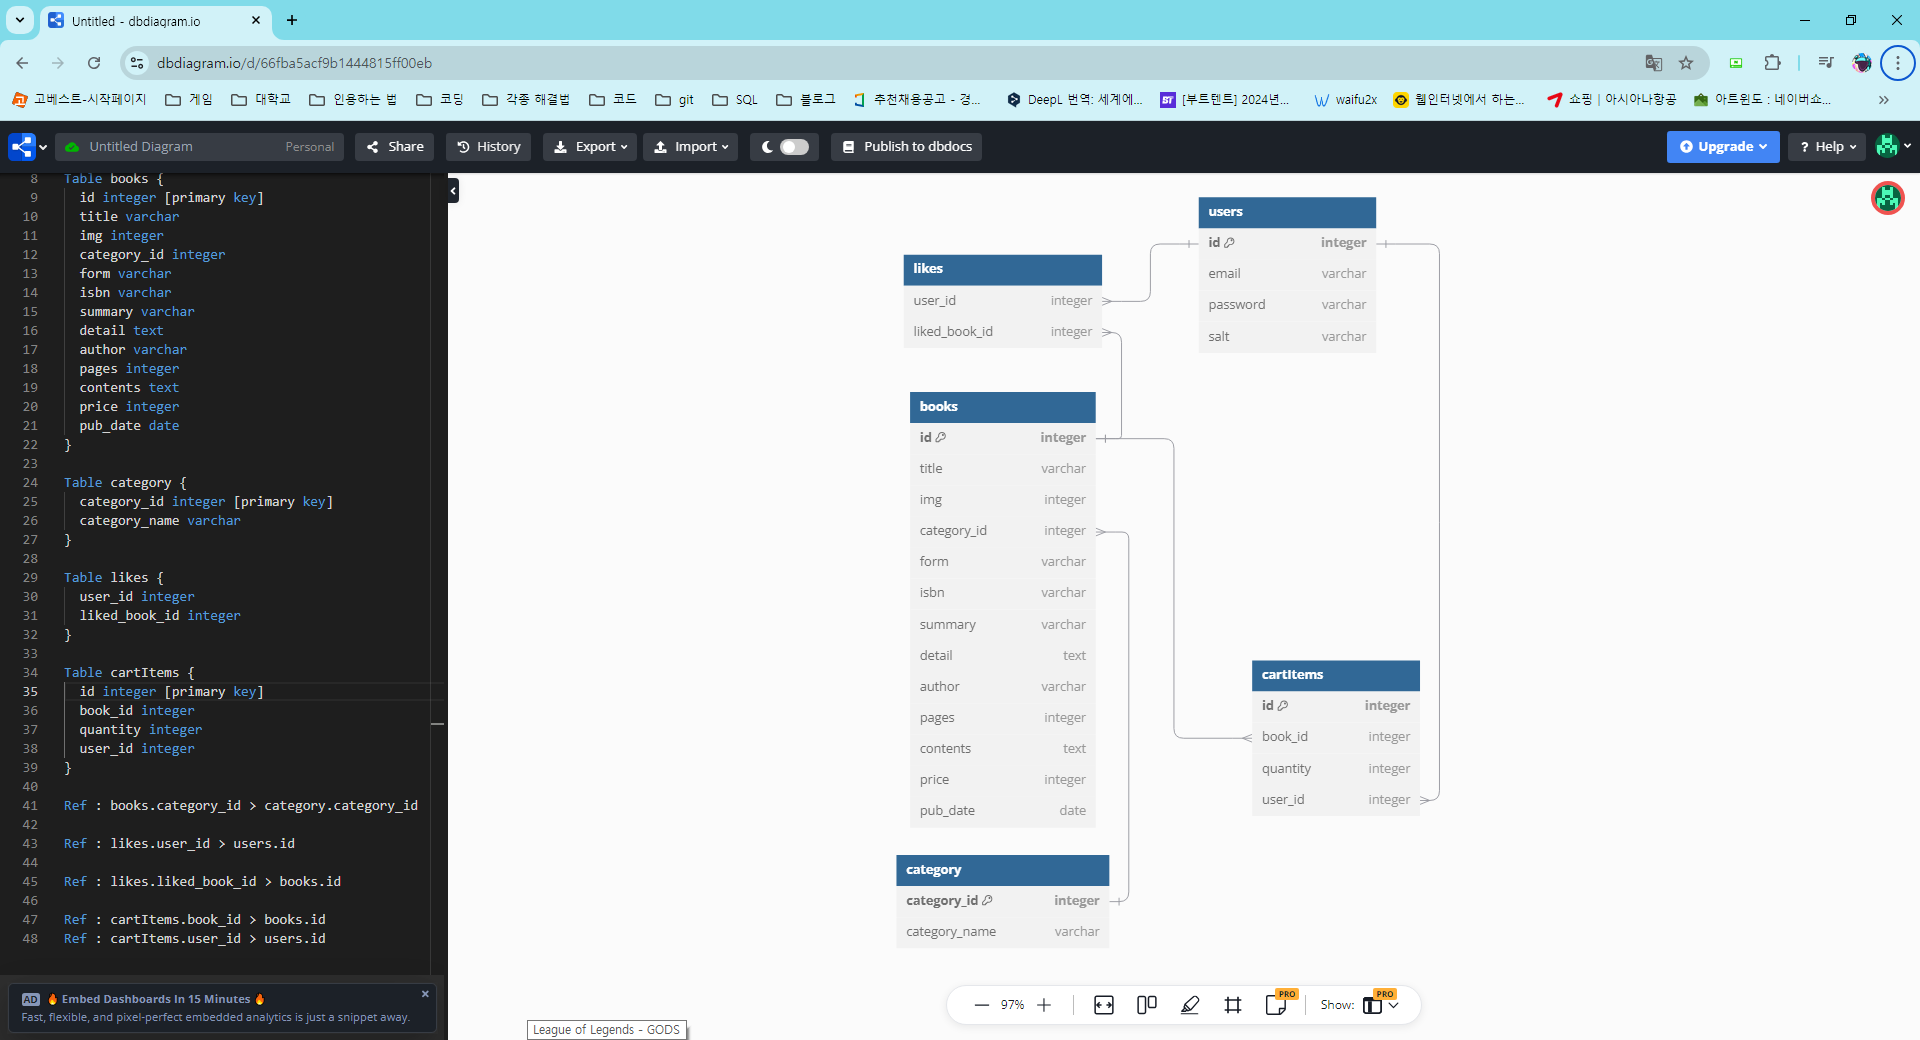 Untitled - dbdiagram.io
dbdiagram.io/d/66fba5acf9b1444815ff00eb
고베스트-시작페이지 게임 대학교 인용하는 법 코딩 각종 해결법 코드 git SQL 블로그 추천채용공고 - 경... DeepL 번역: 세계에... [부트텐트] 2024년... waifu2x 웹인터넷에서 하는... 쇼핑 | 아시아나항공 아트윈도 : 네이버쇼...
Untitled Diagram Personal Share History Export Import Publish to dbdocs Upgrade ? Help
8 Table books {
9 id integer [primary key]
10 title varchar
11 img integer
12 category_id integer
13 form varchar
14 isbn varchar
15 summary varchar
16 detail text
17 author varchar
18 pages integer
19 contents text
20 price integer
21 pub_date date
22 }
23
24 Table category {
25 category_id integer [primary key]
26 category_name varchar
27 }
28
29 Table likes {
30 user_id integer
31 liked_book_id integer
32 }
33
34 Table cartItems {
35 id integer [primary key]
36 book_id integer
37 quantity integer
38 user_id integer
39 }
40
41 Ref : books.category_id > category.category_id
42
43 Ref : likes.user_id > users.id
44
45 Ref : likes.liked_book_id > books.id
46
47 Ref : cartItems.book_id > books.id
48 Ref : cartItems.user_id > users.id
AD 🔥 Embed Dashboards In 15 Minutes 🔥
Fast, flexible, and pixel-perfect embedded analytics is just a snippet away.
users
id integer
email varchar
password varchar
salt varchar
likes
user_id integer
liked_book_id integer
books
id integer
title varchar
img integer
category_id integer
form varchar
isbn varchar
summary varchar
detail text
author varchar
pages integer
contents text
price integer
pub_date date
cartItems
id integer
book_id integer
quantity integer
user_id integer
category
category_id integer
category_name varchar
97% PRO Show: PRO
League of Legends - GODS